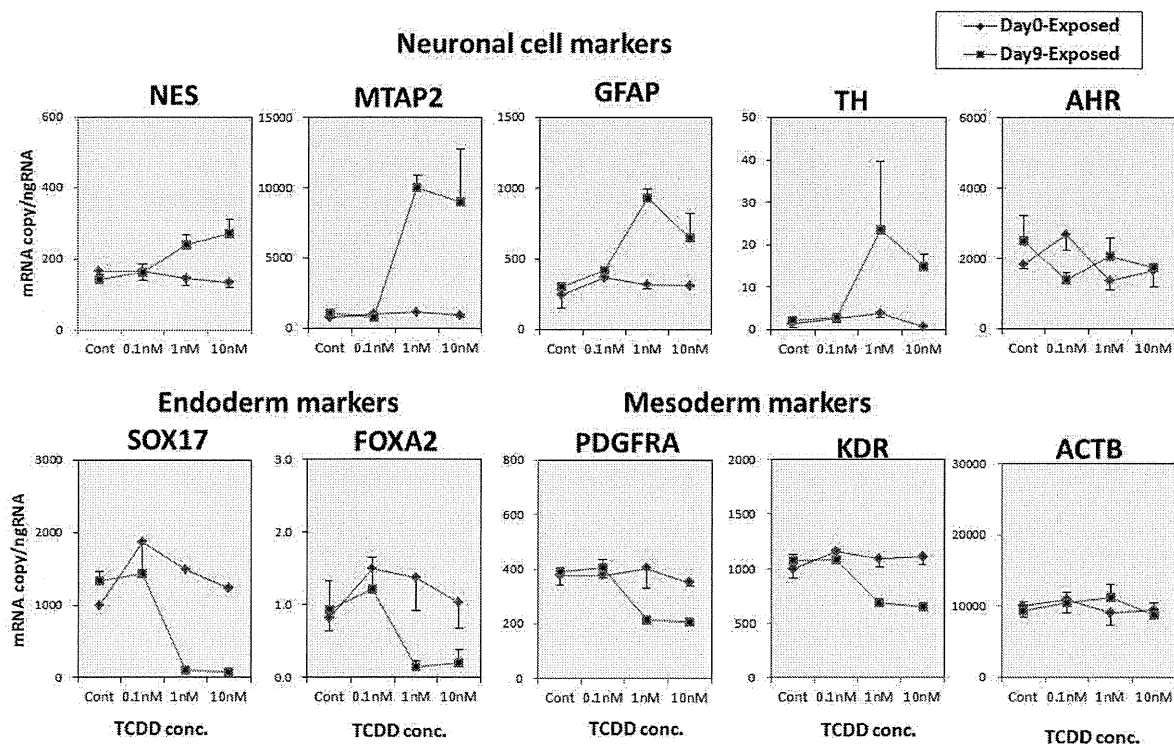 Day0-Exposed
Day9-Exposed
Neuronal cell markers
NES
MTAP2
GFAP
TH
AHR
mRNA copy/ngRNA
600
400
200
0
Cont 0.1nM 1nM 10nM
15000
10000
5000
0
Cont 0.1nM 1nM 10nM
1500
1000
500
0
Cont 0.1nM 1nM 10nM
50
40
30
20
10
0
Cont 0.1nM 1nM 10nM
6000
4000
2000
0
Cont 0.1nM 1nM 10nM
Endoderm markers
Mesoderm markers
SOX17
FOXA2
PDGFRA
KDR
ACTB
mRNA copy/ngRNA
3000
2000
1000
0
Cont 0.1nM 1nM 10nM
3.0
2.0
1.0
0.0
Cont 0.1nM 1nM 10nM
800
600
400
200
0
Cont 0.1nM 1nM 10nM
2000
1500
1000
500
0
Cont 0.1nM 1nM 10nM
30000
20000
10000
0
Cont 0.1nM 1nM 10nM
TCDD conc.
TCDD conc.
TCDD conc.
TCDD conc.
TCDD conc.